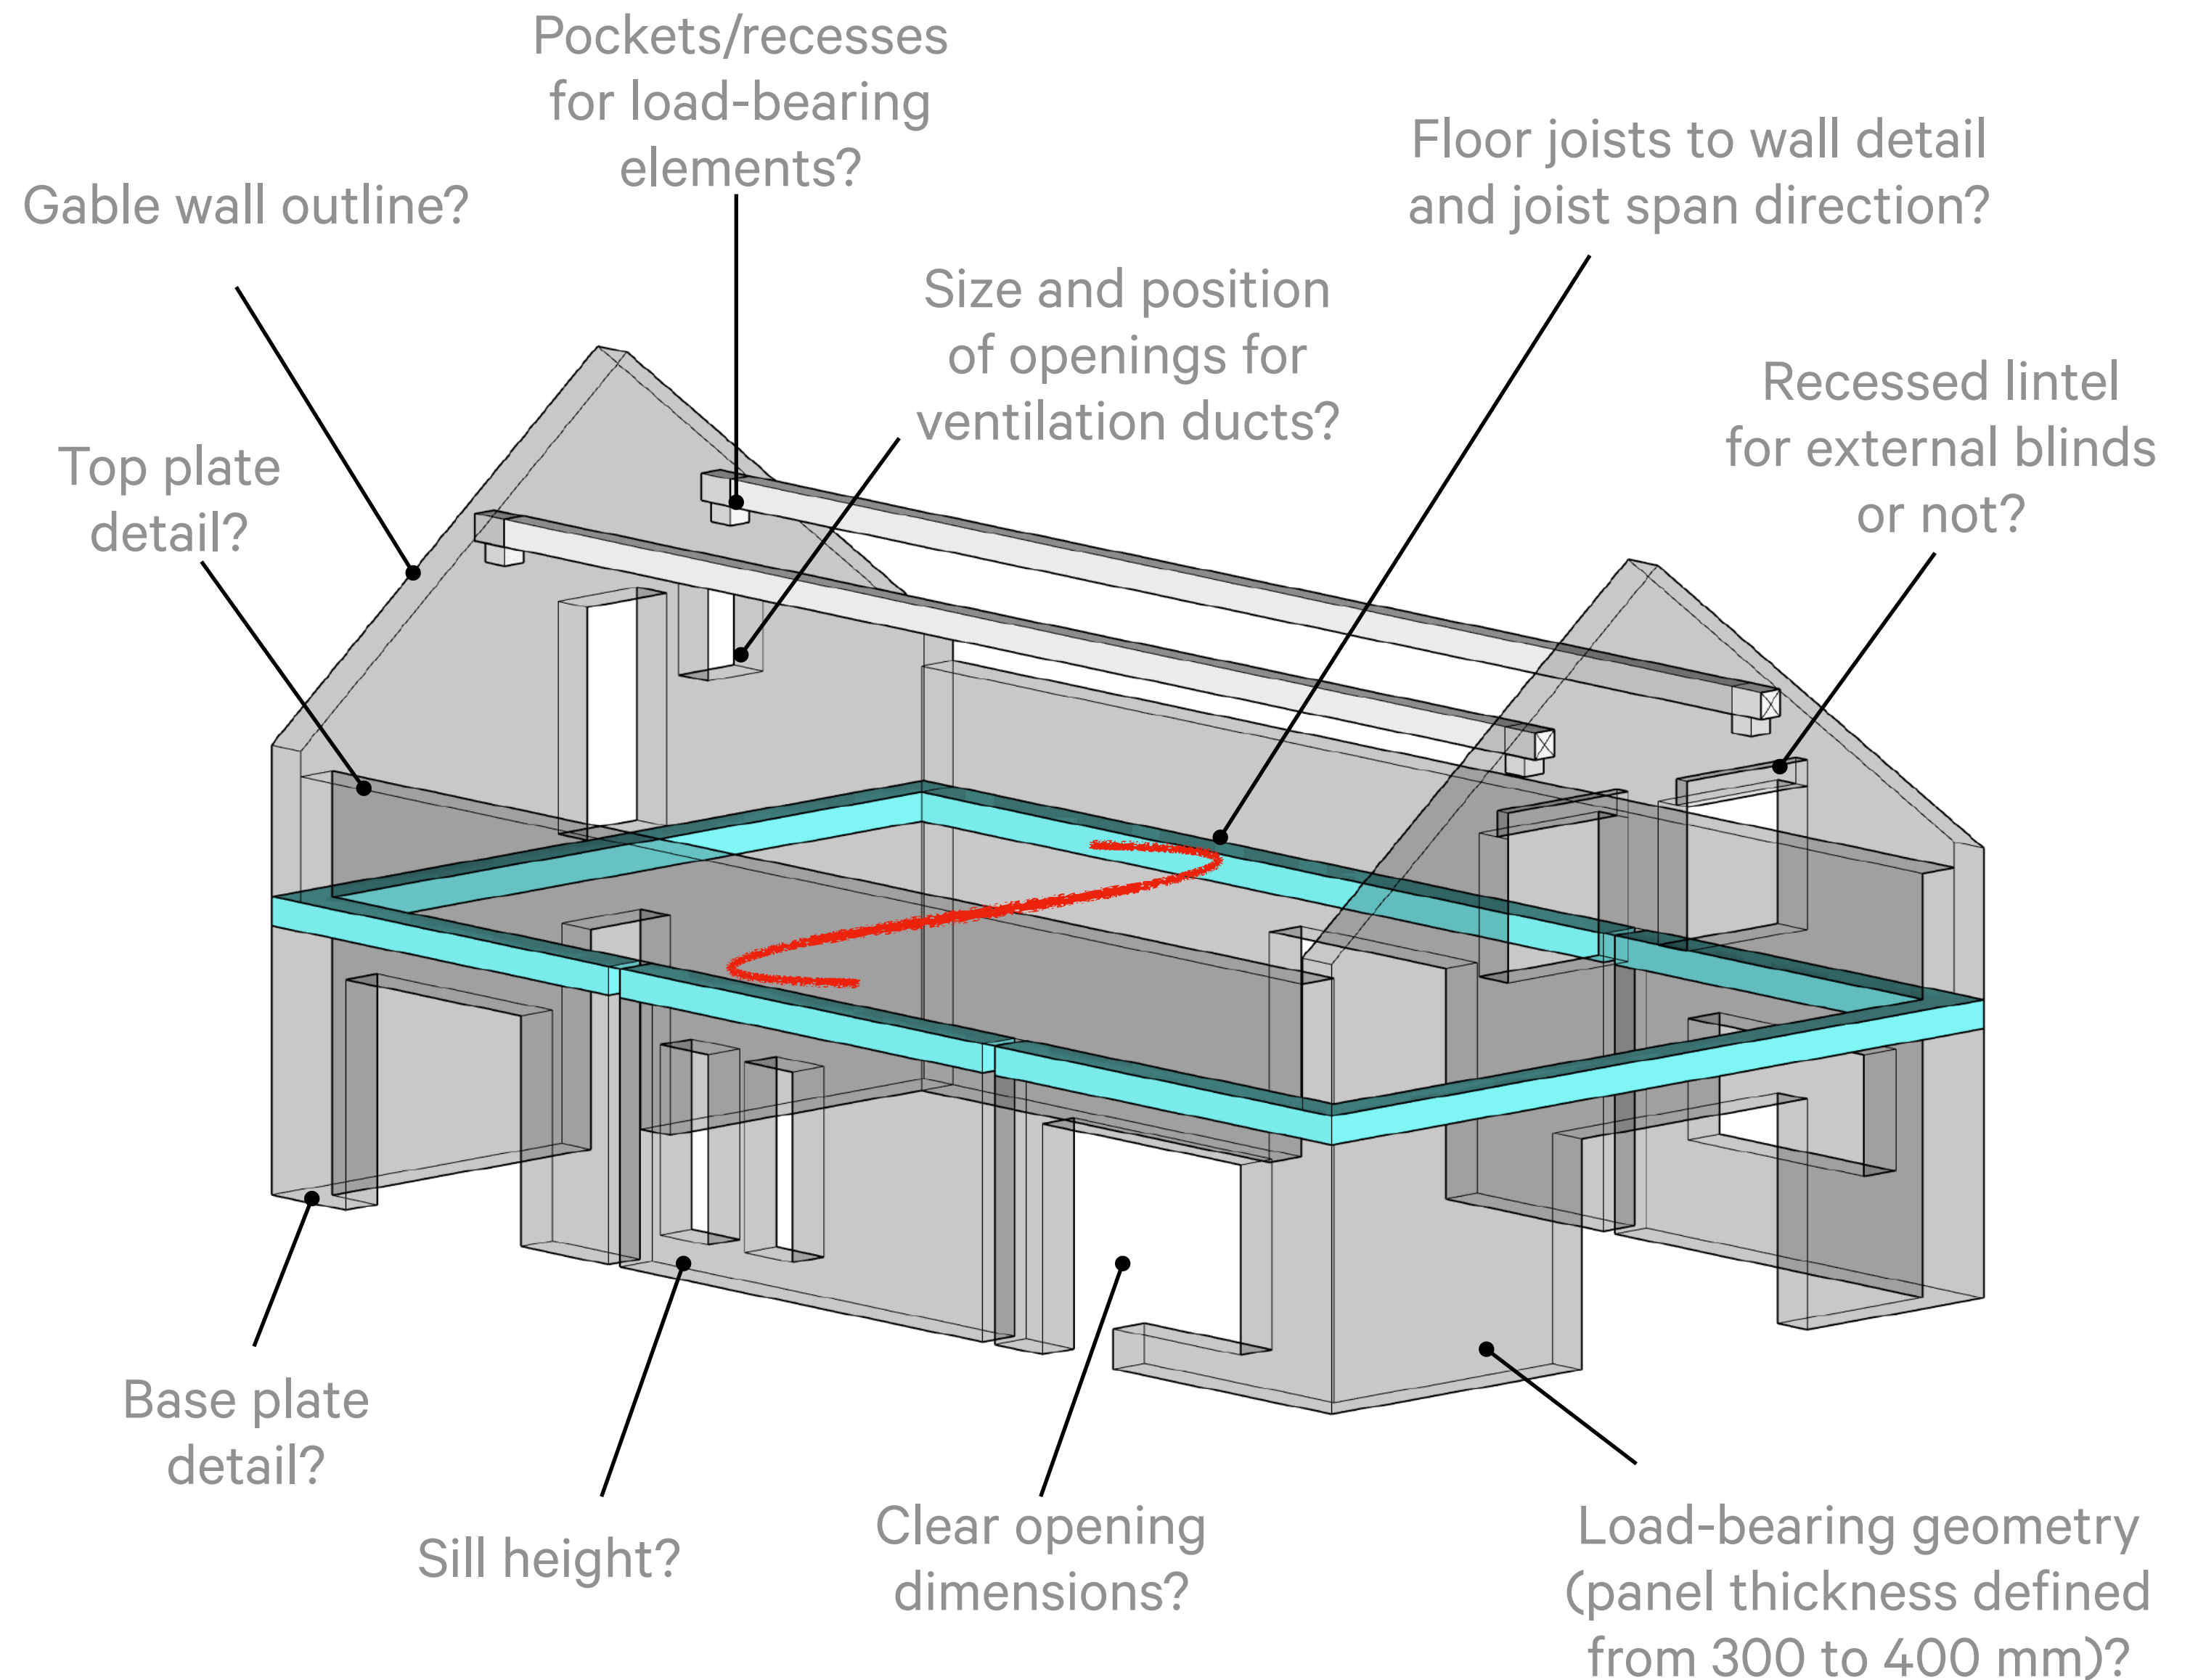 Pockets/recesses
for load-bearing
elements?
Gable wall outline?
Floor joists to wall detail
and joist span direction?
Size and position
of openings for
ventilation ducts?
Recessed lintel
for external blinds
or not?
Top plate
detail?
Base plate
detail?
Sill height?
Clear opening
dimensions?
Load-bearing geometry
(panel thickness defined
from 300 to 400 mm)?